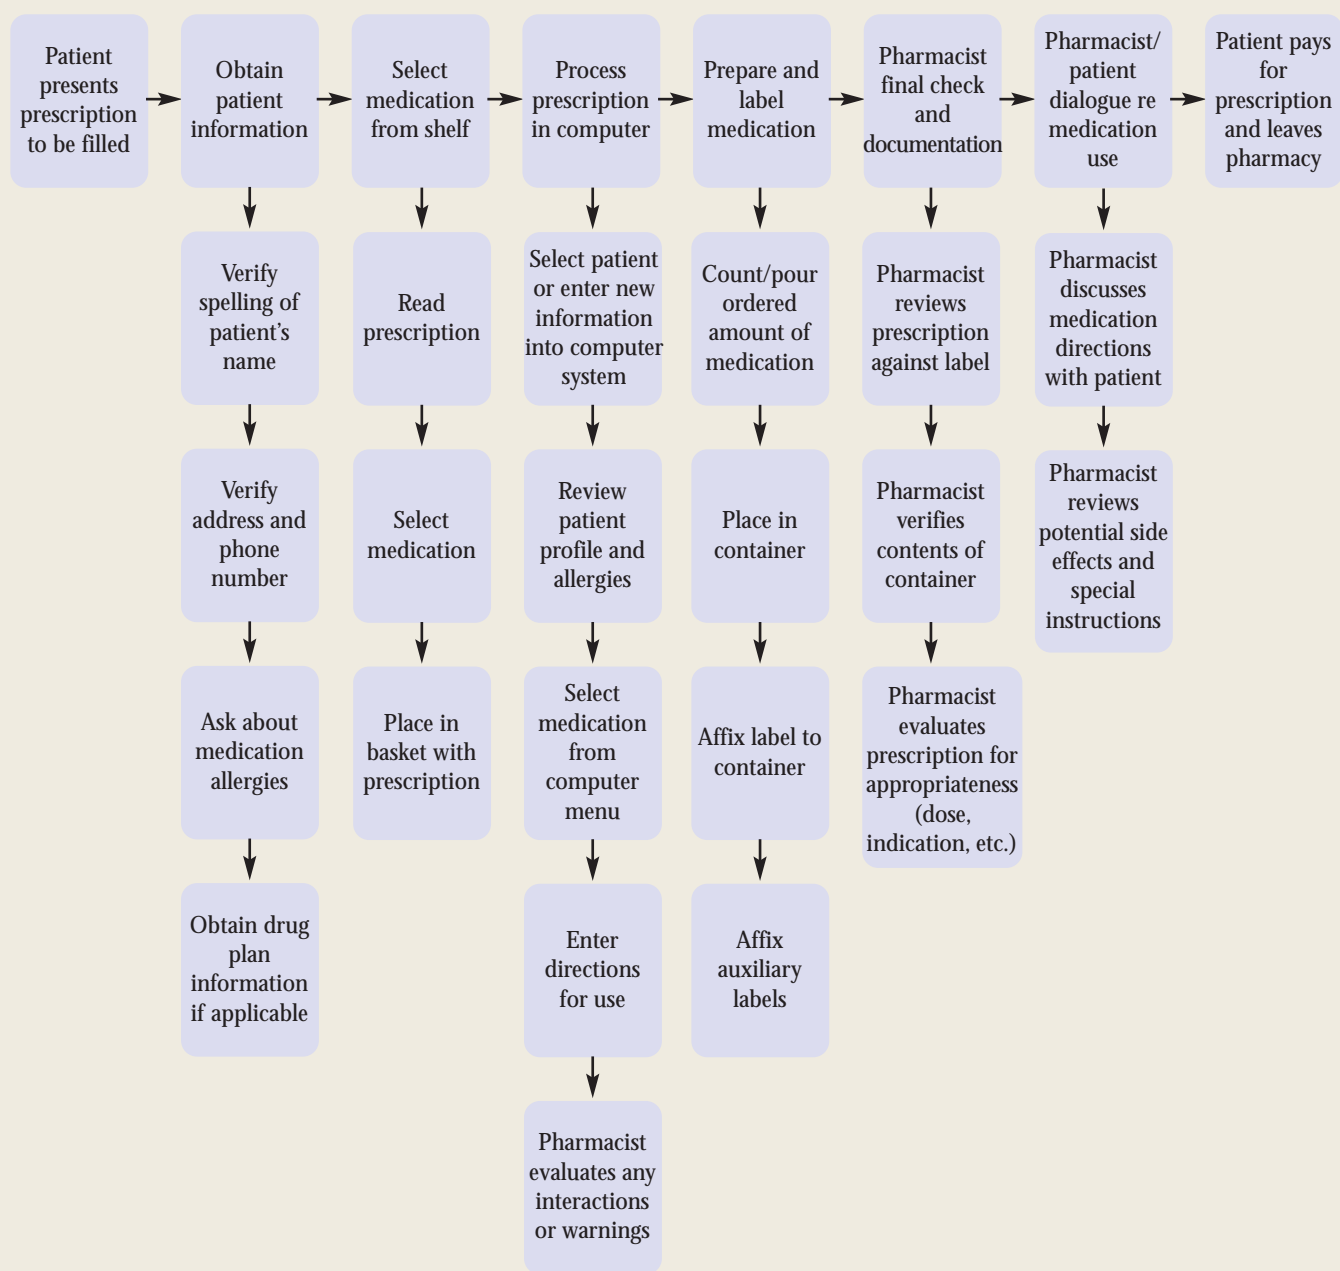 Patient
presents
prescription
to be filled
Obtain
patient
information
Select
medication
from shelf
Process
prescription
in computer
Prepare and
label
medication
Pharmacist
final check
and
documentation
Pharmacist/
patient
dialogue re
medication
use
Patient pays
for
prescription
and leaves
pharmacy
Verify
spelling of
patient’s
name
Read
prescription
Select patient
or enter new
information
into computer
system
Count/pour
ordered
amount of
medication
Pharmacist
reviews
prescription
against label
Pharmacist
discusses
medication
directions
with patient
Verify
address and
phone
number
Select
medication
Review
patient
profile and
allergies
Place in
container
Pharmacist
verifies
contents of
container
Pharmacist
reviews
potential side
effects and
special
instructions
Ask about
medication
allergies
Place in
basket with
prescription
Select
medication
from
computer
menu
Affix label to
container
Pharmacist
evaluates
prescription for
appropriateness
(dose,
indication, etc.)
Obtain drug
plan
information
if applicable
Enter
directions
for use
Affix
auxiliary
labels
Pharmacist
evaluates any
interactions
or warnings